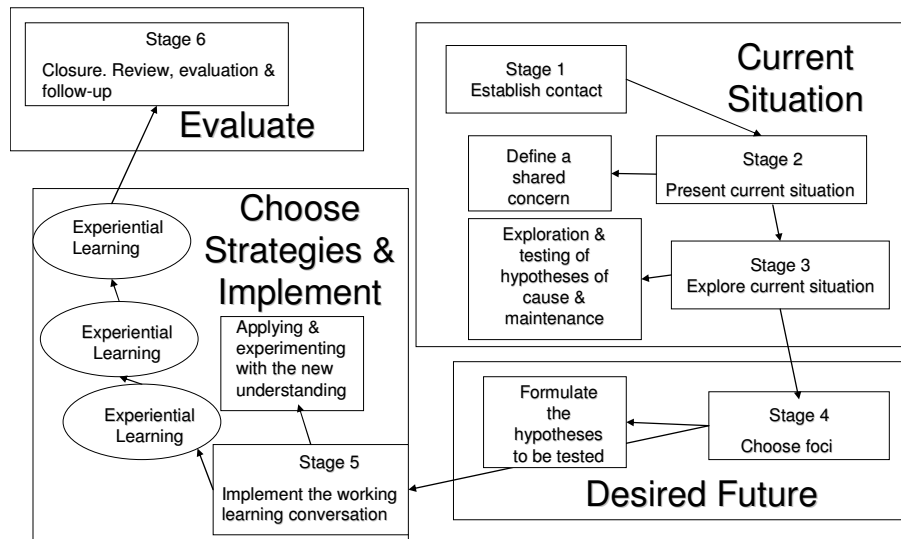 Stage 6
Closure. Review, evaluation &
follow-up
Evaluate
Current
Situation
Stage 1
Establish contact
Stage 2
Present current situation
Define a
shared
concern
Stage 3
Explore current situation
Exploration &
testing of
hypotheses of
cause &
maintenance
Desired Future
Stage 4
Choose foci
Formulate
the
hypotheses
to be tested
Choose
Strategies &
Implement
Stage 5
Implement the working
learning conversation
Applying &
experimenting
with the new
understanding
Experiential
Learning
Experiential
Learning
Experiential
Learning